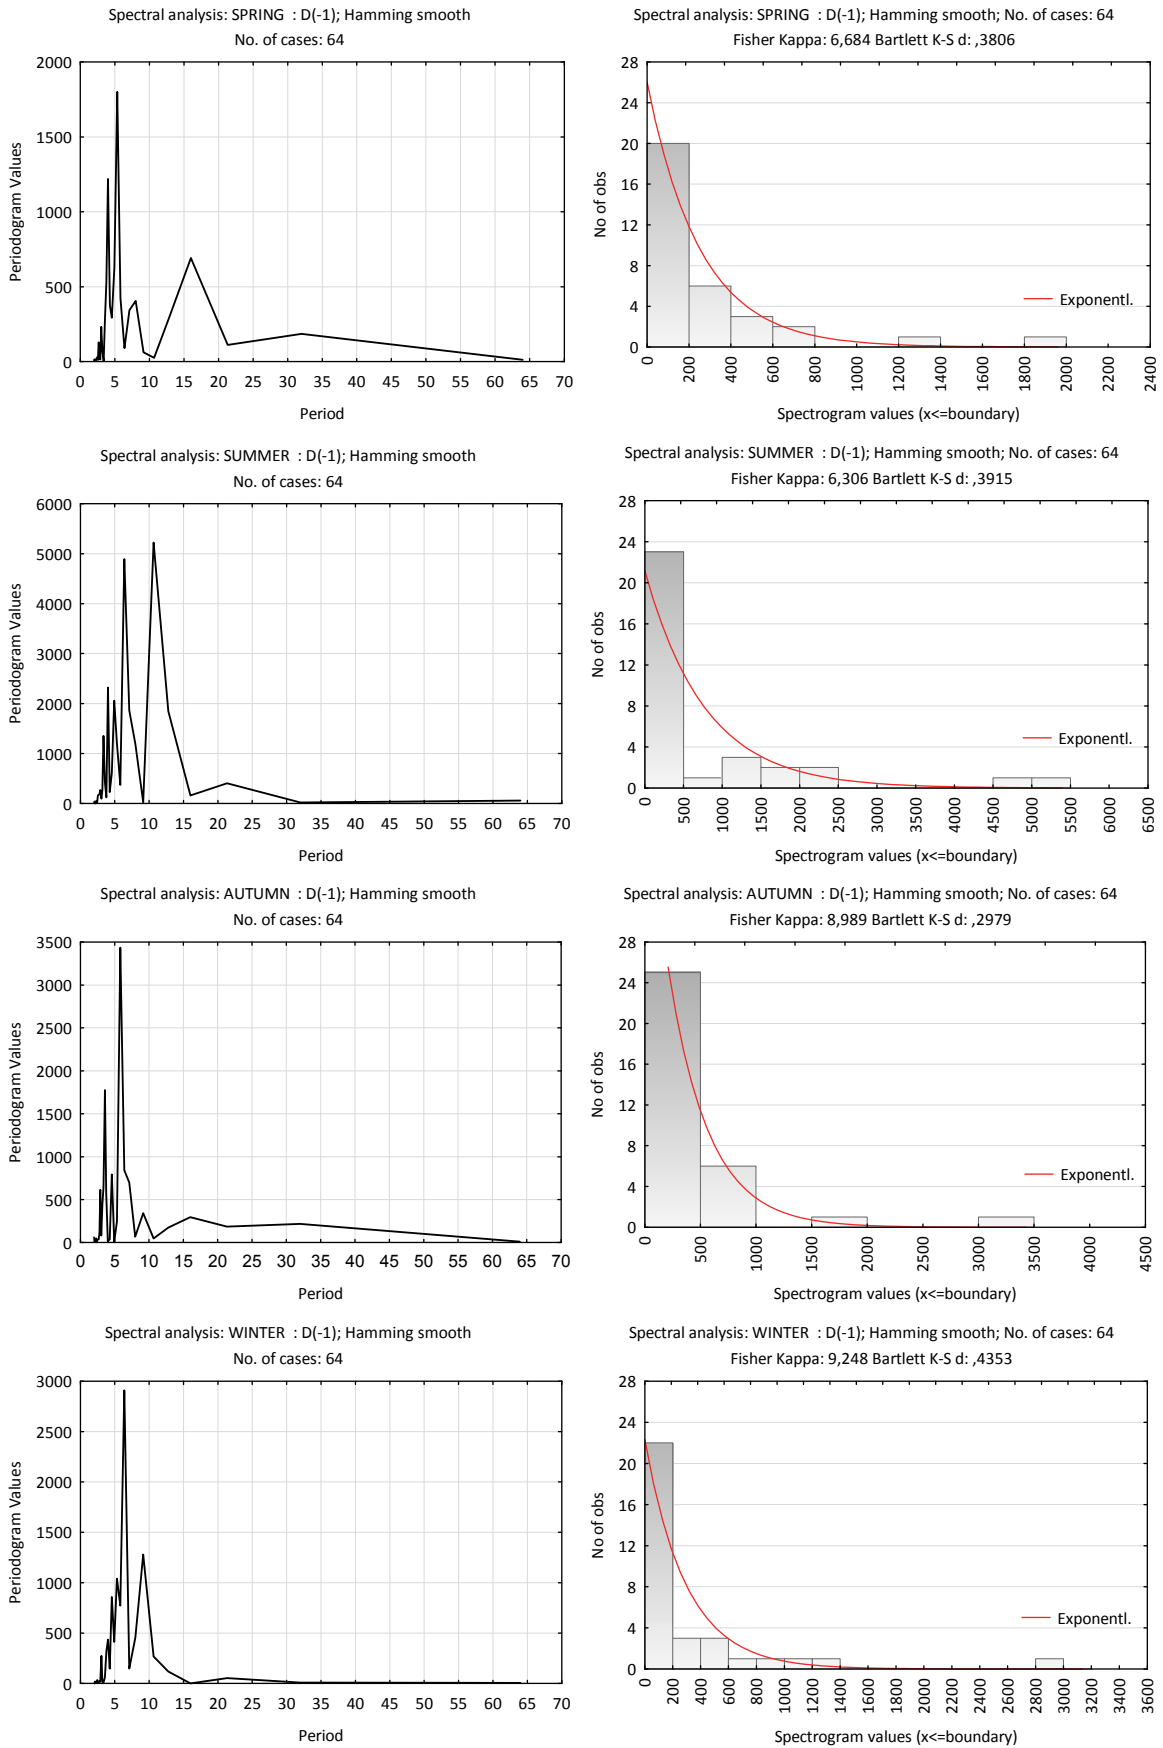 Spectral analysis: SPRING : D(-1); Hamming smooth
No. of cases: 64
2000
1500
1000
500
0
Periodogram Values
0 5 10 15 20 25 30 35 40 45 50 55 60 65 70
Period
Spectral analysis: SPRING : D(-1); Hamming smooth; No. of cases: 64
Fisher Kappa: 6,684 Bartlett K-S d: ,3806
28
24
20
16
12
8
4
0
No of obs
Exponentl.
0 200 400 600 800 1000 1200 1400 1600 1800 2000 2200 2400
Spectrogram values (x<=boundary)
Spectral analysis: SUMMER : D(-1); Hamming smooth
No. of cases: 64
6000
5000
4000
3000
2000
1000
0
Periodogram Values
0 5 10 15 20 25 30 35 40 45 50 55 60 65 70
Period
Spectral analysis: SUMMER : D(-1); Hamming smooth; No. of cases: 64
Fisher Kappa: 6,306 Bartlett K-S d: ,3915
28
24
20
16
12
8
4
0
No of obs
Exponentl.
0 500 1000 1500 2000 2500 3000 3500 4000 4500 5000 5500 6000 6500
Spectrogram values (x<=boundary)
Spectral analysis: AUTUMN : D(-1); Hamming smooth
No. of cases: 64
3500
3000
2500
2000
1500
1000
500
0
Periodogram Values
0 5 10 15 20 25 30 35 40 45 50 55 60 65 70
Period
Spectral analysis: AUTUMN : D(-1); Hamming smooth; No. of cases: 64
Fisher Kappa: 8,989 Bartlett K-S d: ,2979
28
24
20
16
12
8
4
0
No of obs
Exponentl.
0 500 1000 1500 2000 2500 3000 3500 4000 4500
Spectrogram values (x<=boundary)
Spectral analysis: WINTER : D(-1); Hamming smooth
No. of cases: 64
3000
2500
2000
1500
1000
500
0
Periodogram Values
0 5 10 15 20 25 30 35 40 45 50 55 60 65 70
Period
Spectral analysis: WINTER : D(-1); Hamming smooth; No. of cases: 64
Fisher Kappa: 9,248 Bartlett K-S d: ,4353
28
24
20
16
12
8
4
0
No of obs
Exponentl.
0 200 400 600 800 1000 1200 1400 1600 1800 2000 2200 2400 2600 2800 3000 3200 3400 3600
Spectrogram values (x<=boundary)